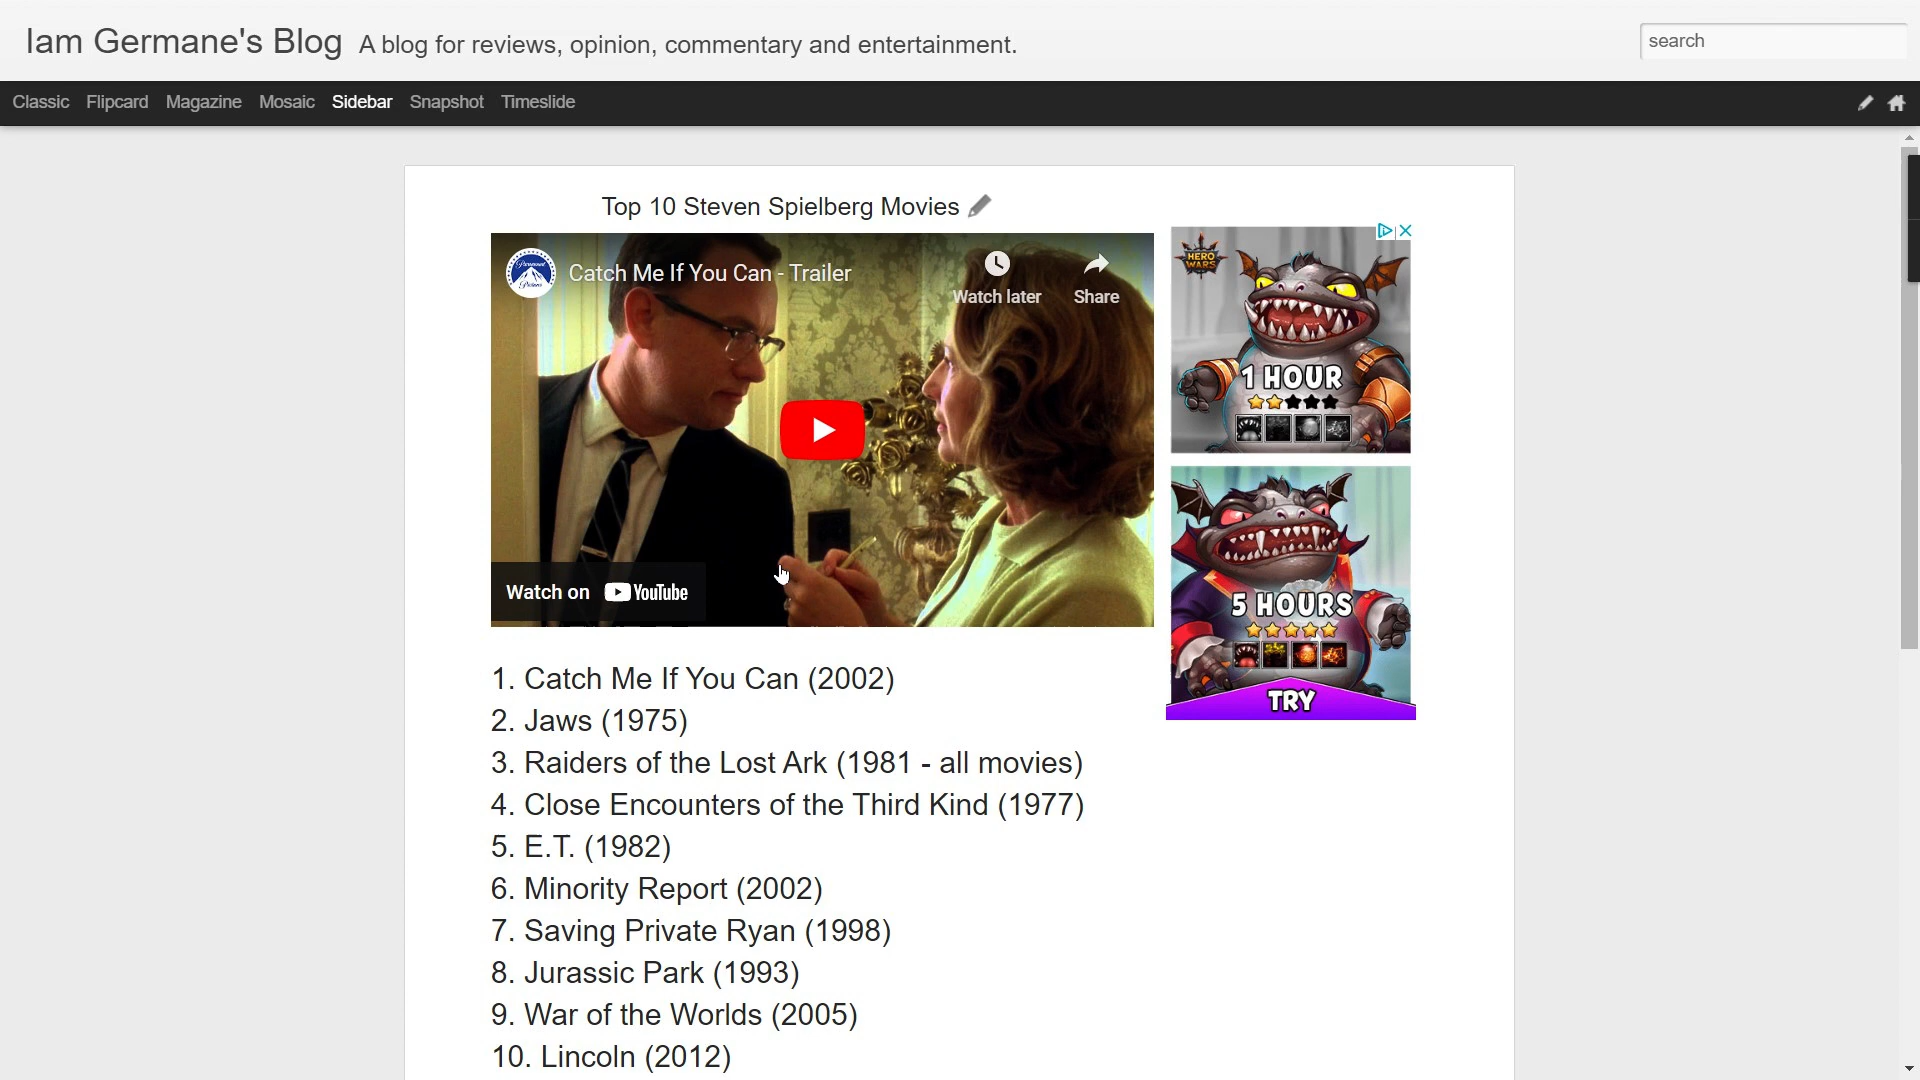 Iam Germane's Blog A blog for reviews, opinion, commentary and entertainment.
search
Classic Flipcard Magazine Mosaic Sidebar Snapshot Timeslide
Top 10 Steven Spielberg Movies
Paramount Pictures
Catch Me If You Can - Trailer
Watch later
Share
Watch on YouTube
HERO WARS
1 HOUR
5 HOURS
TRY
1. Catch Me If You Can (2002)
2. Jaws (1975)
3. Raiders of the Lost Ark (1981 - all movies)
4. Close Encounters of the Third Kind (1977)
5. E.T. (1982)
6. Minority Report (2002)
7. Saving Private Ryan (1998)
8. Jurassic Park (1993)
9. War of the Worlds (2005)
10. Lincoln (2012)